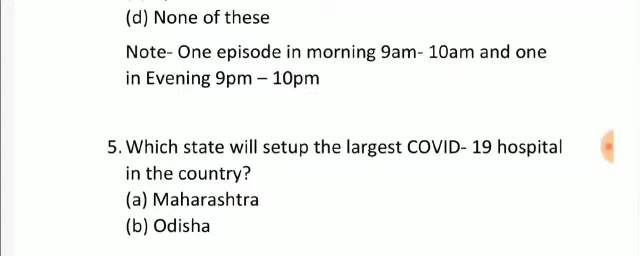 (d) None of these
Note- One episode in morning 9am- 10am and one
in Evening 9pm – 10pm
5. Which state will setup the largest COVID- 19 hospital
in the country?
(a) Maharashtra
(b) Odisha